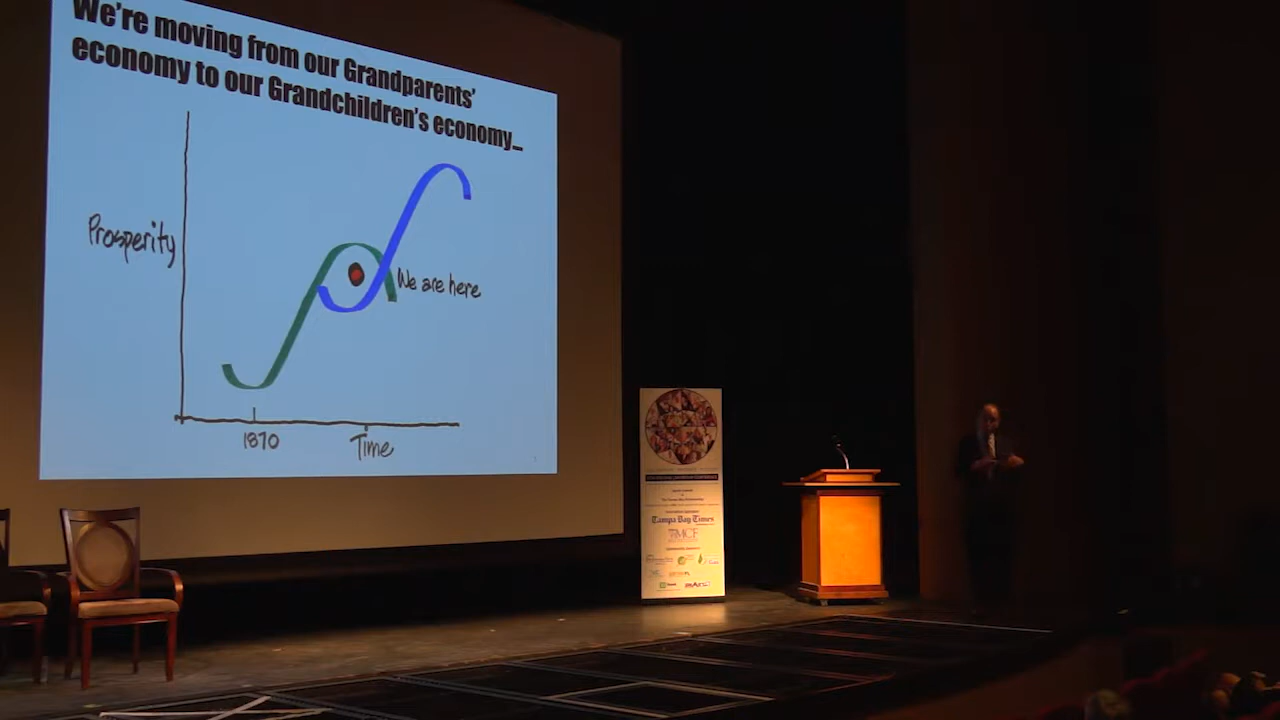 We're moving from our Grandparents'
economy to our Grandchildren's economy...
Prosperity
We are here
1870
Time
Tampa Bay Times
MCF